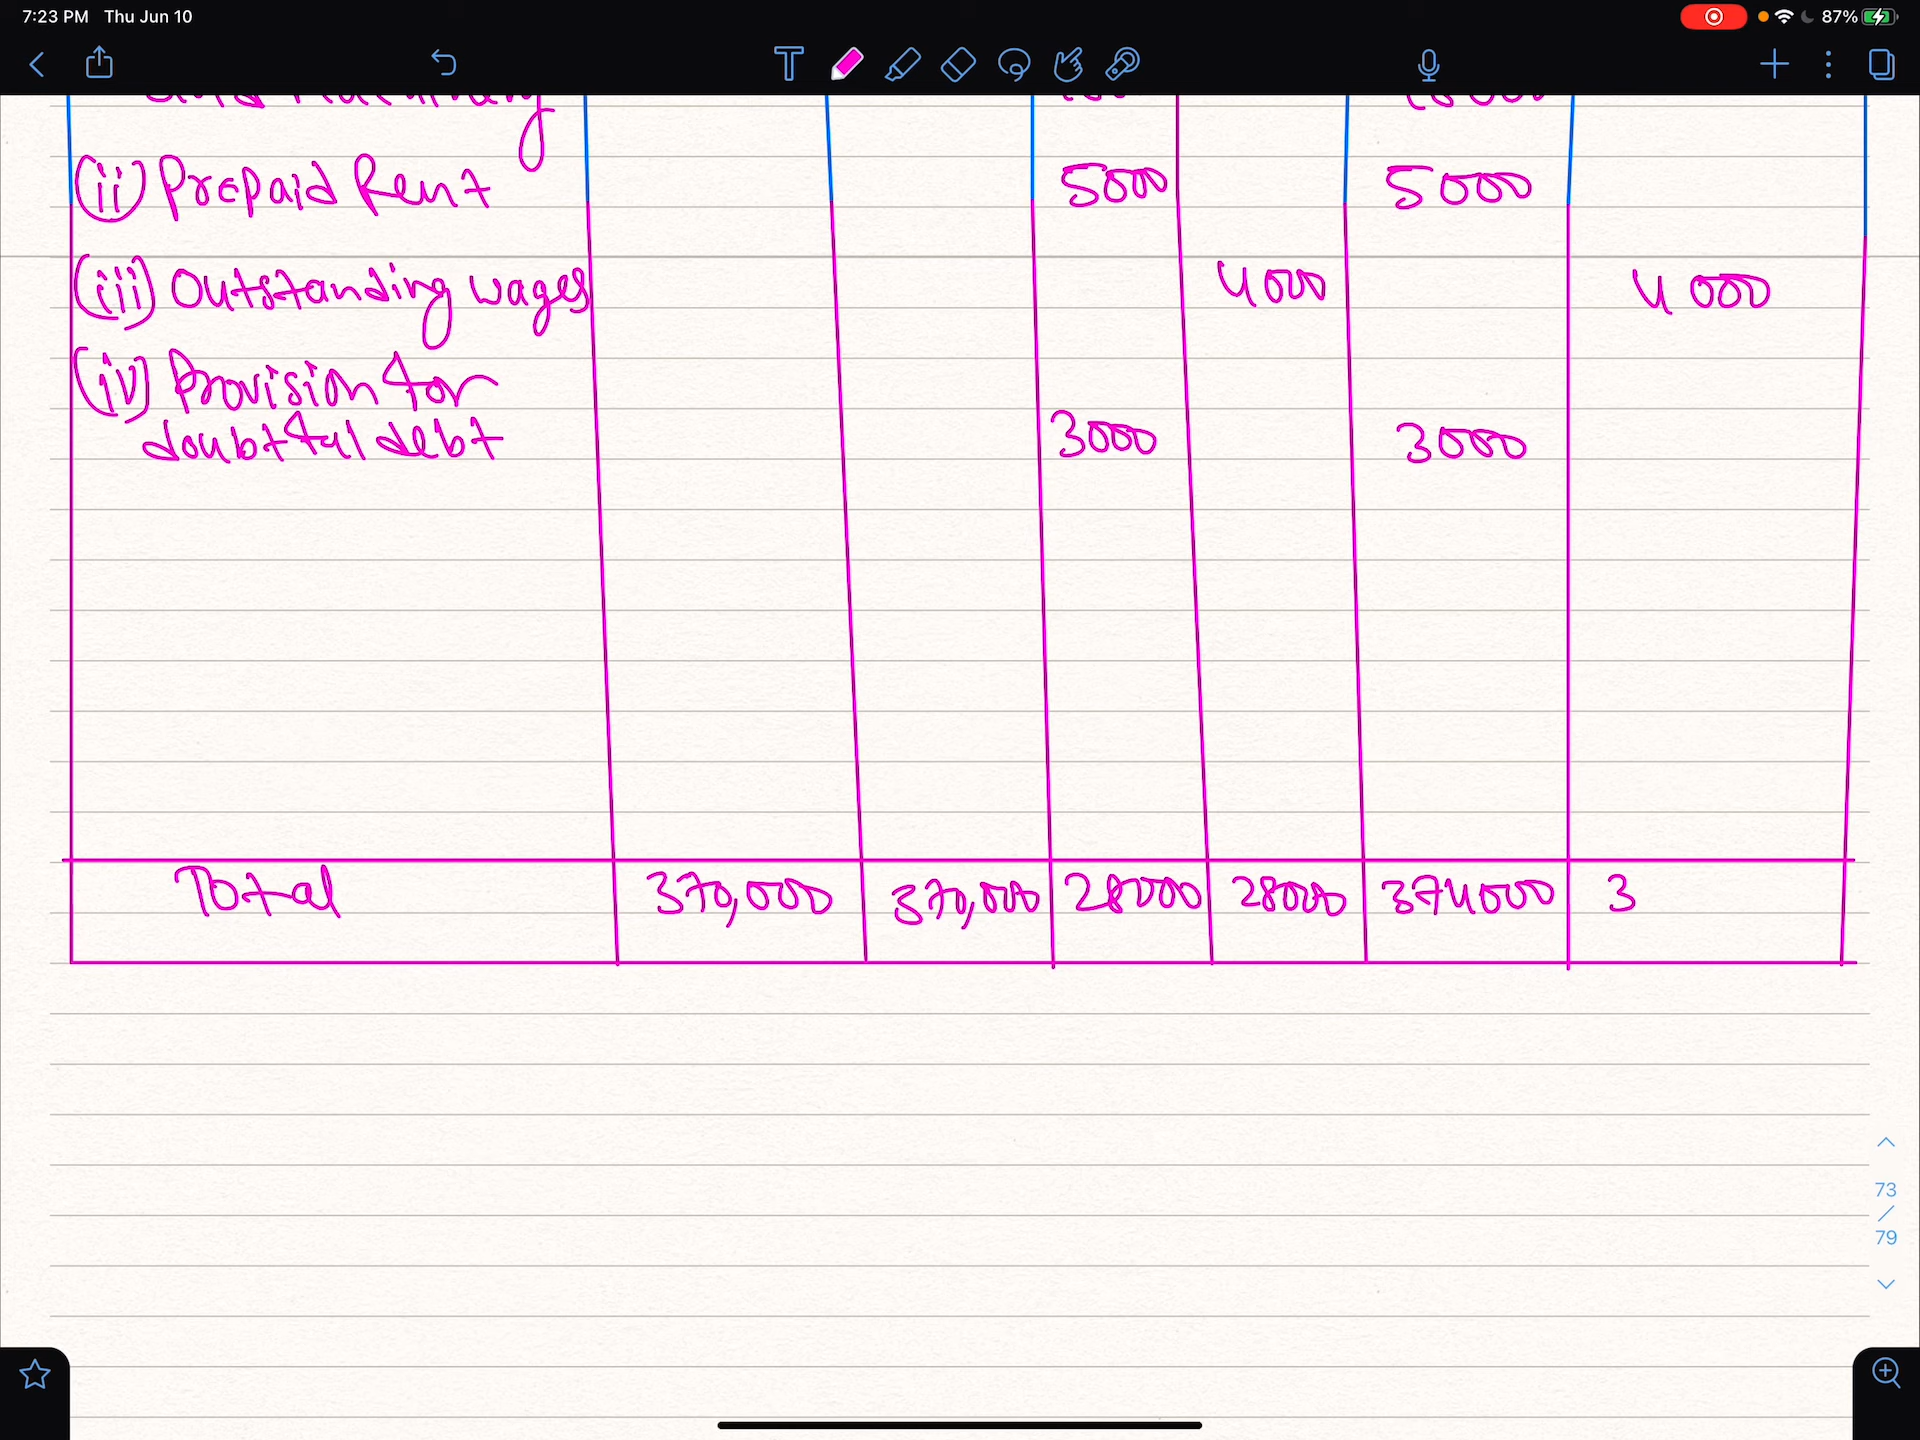 7:23 PM Thu Jun 10
87%
(ii) Prepaid Rent 5000 5000
(iii) Outstanding wages 4000 4000
(iv) Provision for
doubtful debt 3000 3000
Total 370,000 370,000 28000 28000 374000 3
73
/
79